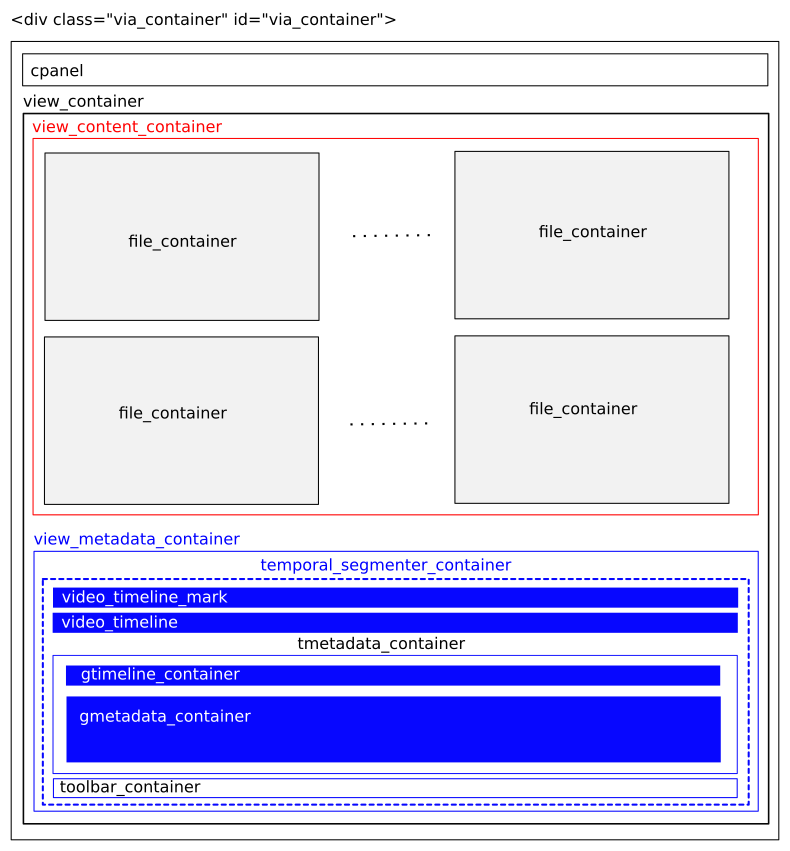 <div class="via_container" id="via_container">
cpanel
view_container
view_content_container
file_container
........
file_container
file_container
........
file_container
view_metadata_container
temporal_segmenter_container
video_timeline_mark
video_timeline
tmetadata_container
gtimeline_container
gmetadata_container
toolbar_container